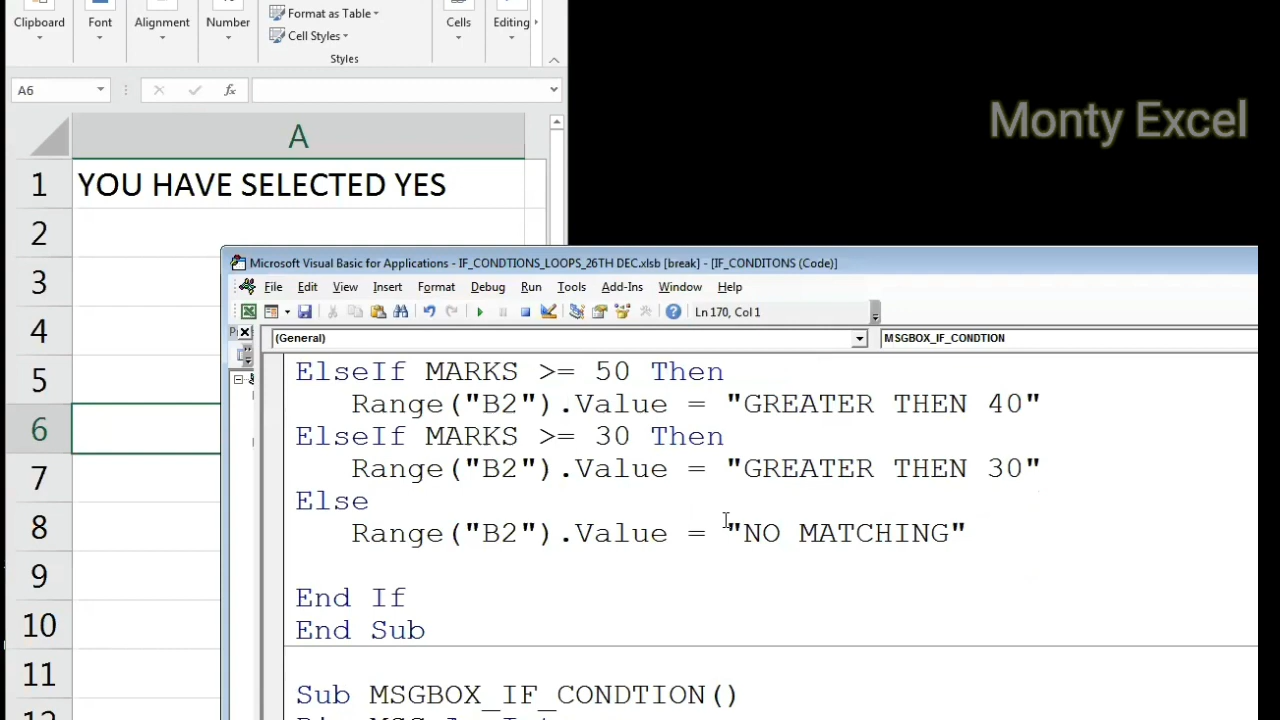 Clipboard
Font
Alignment
Number
Format as Table
Cell Styles
Styles
Cells
Editing
A6
fx
Monty Excel
A
1 YOU HAVE SELECTED YES
2
3
4
5
6
7
8
9
10
11
12
Microsoft Visual Basic for Applications - IF_CONDTIONS_LOOPS_26TH DEC.xlsb [break] - [IF_CONDITONS (Code)]
File Edit View Insert Format Debug Run Tools Add-Ins Window Help
Ln 170, Col 1
(General)
MSGBOX_IF_CONDTION
ElseIf MARKS >= 50 Then
Range("B2").Value = "GREATER THEN 40"
ElseIf MARKS >= 30 Then
Range("B2").Value = "GREATER THEN 30"
Else
Range("B2").Value = "NO MATCHING"
End If
End Sub
Sub MSGBOX_IF_CONDTION()